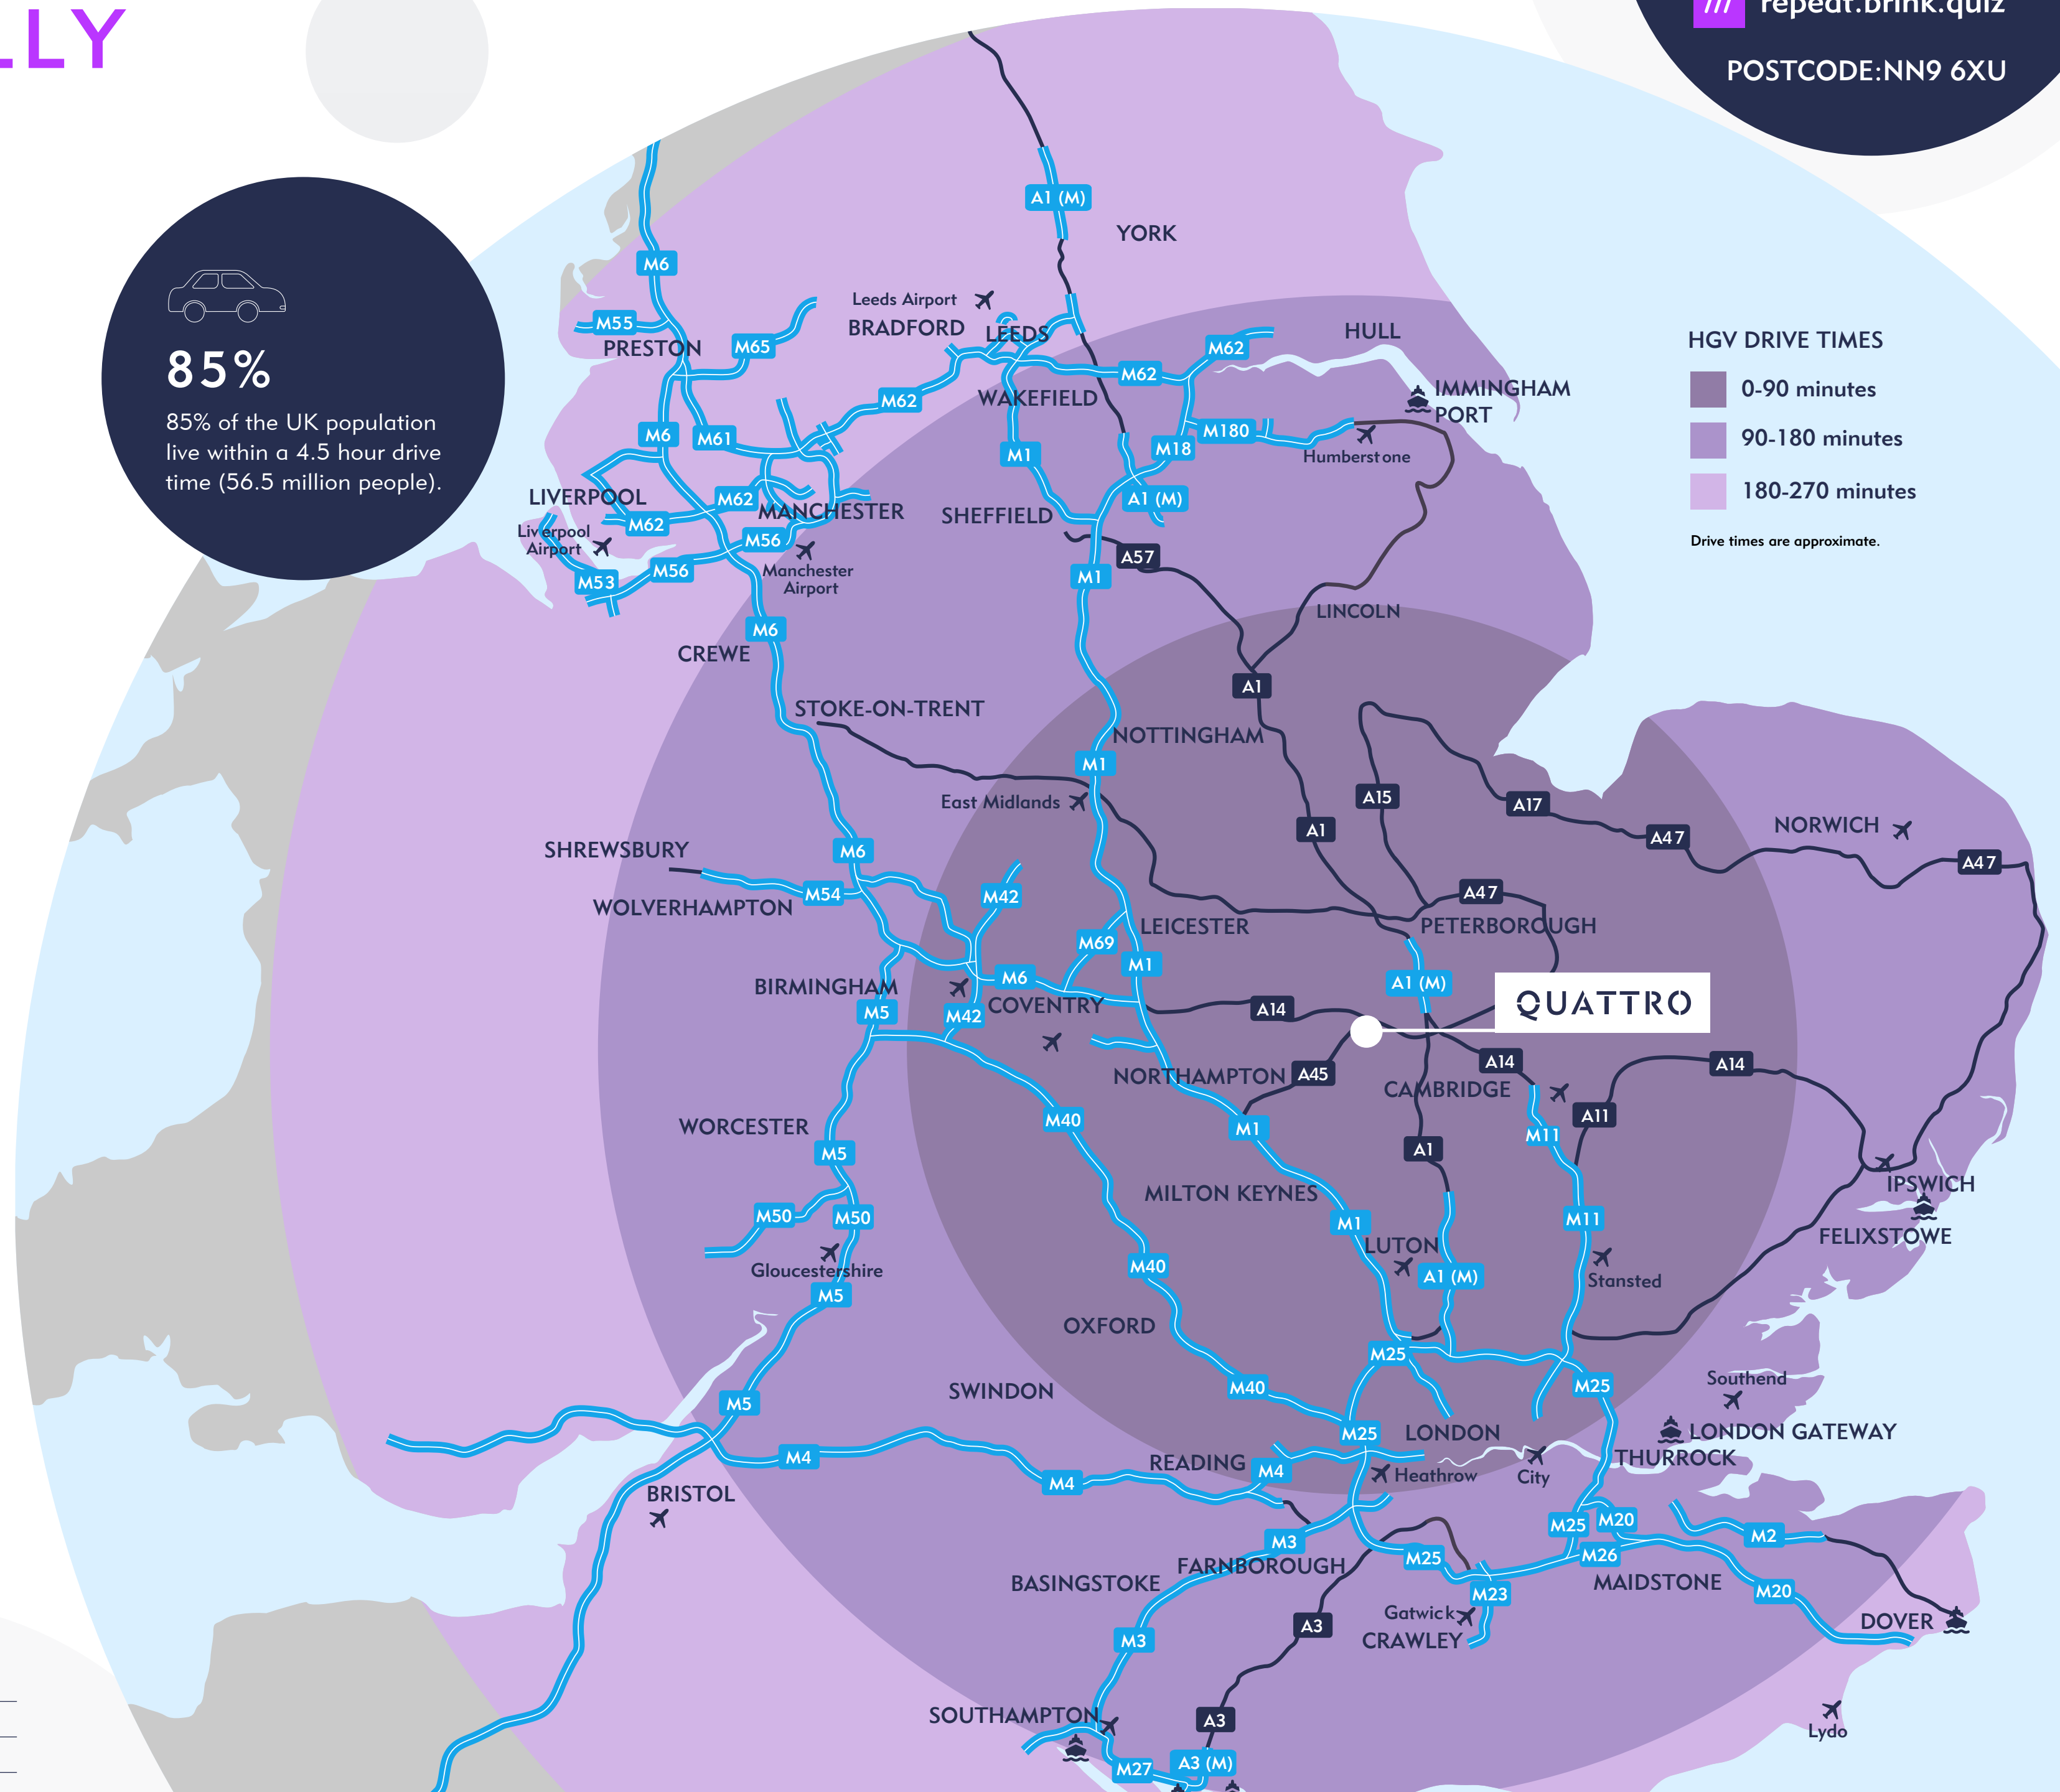 LLY
repeat.brink.quiz
POSTCODE:NN9 6XU
85%
85% of the UK population
live within a 4.5 hour drive
time (56.5 million people).
HGV DRIVE TIMES
0-90 minutes
90-180 minutes
180-270 minutes
Drive times are approximate.
A1 (M)
YORK
M6
Leeds Airport
BRADFORD
LEEDS
M55
PRESTON
M65
M62
M62
HULL
WAKEFIELD
M62
IMMINGHAM
PORT
M6
M61
M1
M18
M180
Humberstone
LIVERPOOL
M62
M62
MANCHESTER
SHEFFIELD
A1 (M)
Liverpool
Airport
M56
M56
M53
Manchester
Airport
A57
M1
M6
LINCOLN
CREWE
A1
STOKE-ON-TRENT
NOTTINGHAM
M1
East Midlands
A15
A17
A1
A47
NORWICH
A47
SHREWSBURY
M6
M54
WOLVERHAMPTON
M42
A47
LEICESTER
PETERBOROUGH
M69
M1
BIRMINGHAM
M6
A1 (M)
QUATTRO
M5
M42
COVENTRY
A14
NORTHAMPTON
A45
A14
CAMBRIDGE
A14
A11
WORCESTER
M40
M1
M11
M5
A1
IPSWICH
MILTON KEYNES
M50
M50
M1
M11
FELIXSTOWE
Gloucestershire
LUTON
M40
A1 (M)
Stansted
M5
OXFORD
M25
M40
M25
Southend
SWINDON
M5
M25
LONDON
LONDON GATEWAY
M4
READING
M4
M4
Heathrow
City
THURROCK
BRISTOL
M3
FARNBOROUGH
M25
M25
M20
M26
M2
BASINGSTOKE
MAIDSTONE
M23
M20
Gatwick
CRAWLEY
A3
DOVER
M3
SOUTHAMPTON
A3
Lydo
M27
A3 (M)